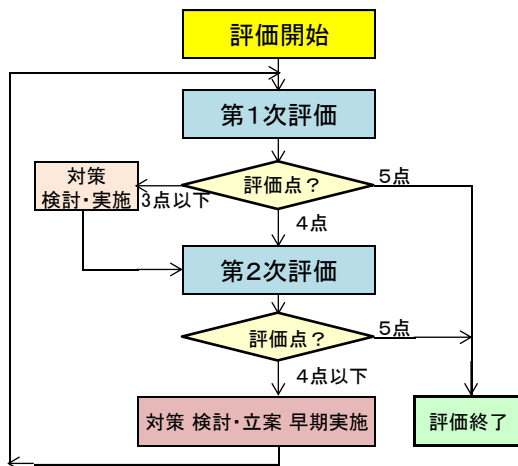 評価開始
第1次評価
評価点？
5点
対策
検討・実施
3点以下
4点
第2次評価
評価点？
5点
4点以下
対策 検討・立案 早期実施
評価終了